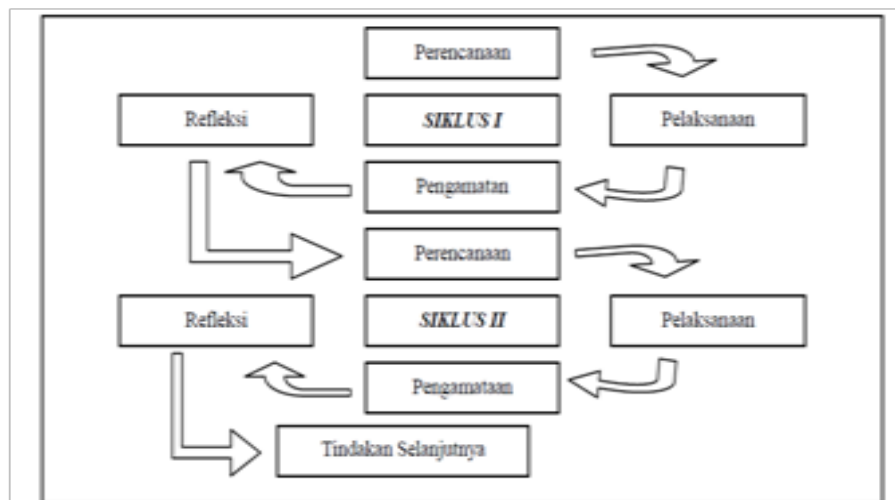 Perencanaan
Refleksi
SIKLUS I
Pelaksanaan
Pengamatan
Perencanaan
Refleksi
SIKLUS II
Pelaksanaan
Pengamataan
Tindakan Selanjutnya